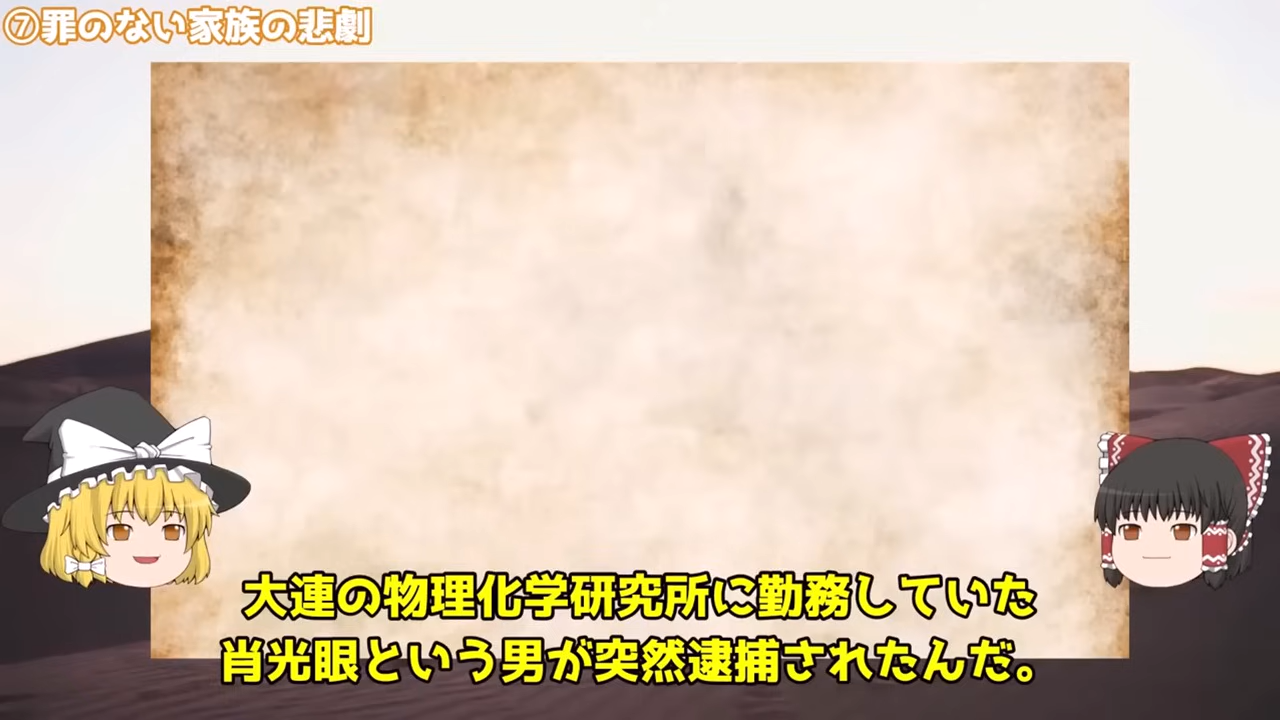 ⑦罪のない家族の悲劇
大連の物理化学研究所に勤務していた
肖光眼という男が突然逮捕されたんだ。